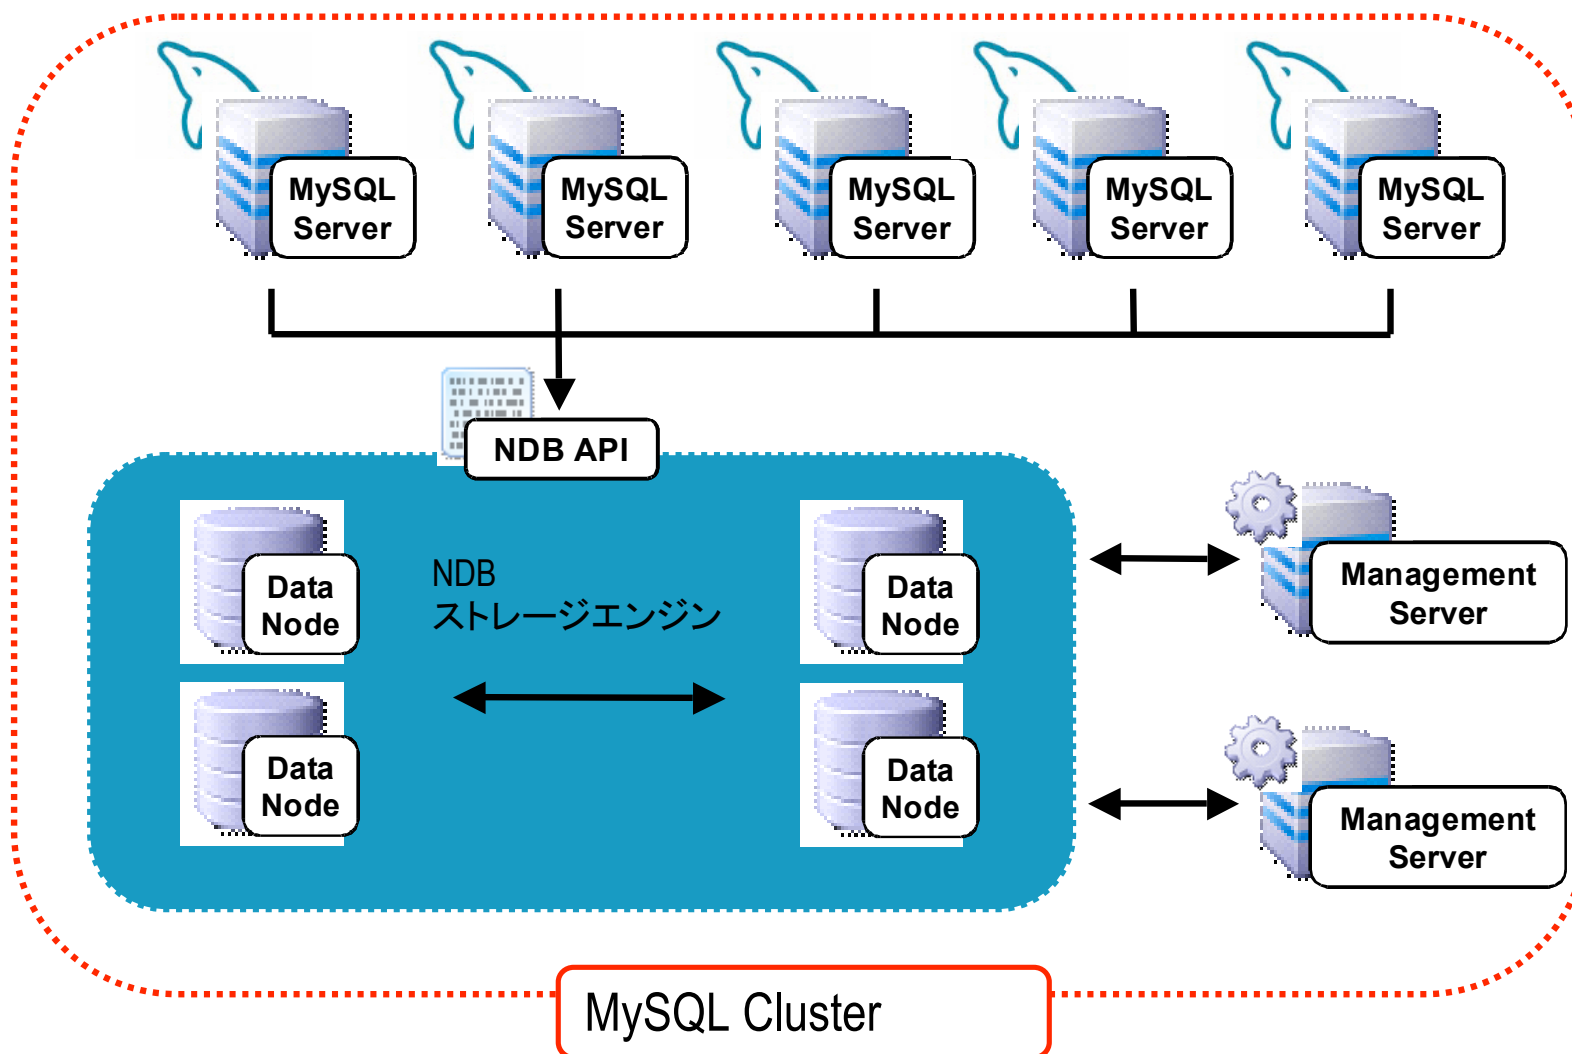 MySQL
Server
MySQL
Server
MySQL
Server
MySQL
Server
MySQL
Server
NDB API
Data
Node
NDB
ストレージエンジン
Data
Node
Management
Server
Data
Node
Data
Node
Management
Server
MySQL Cluster